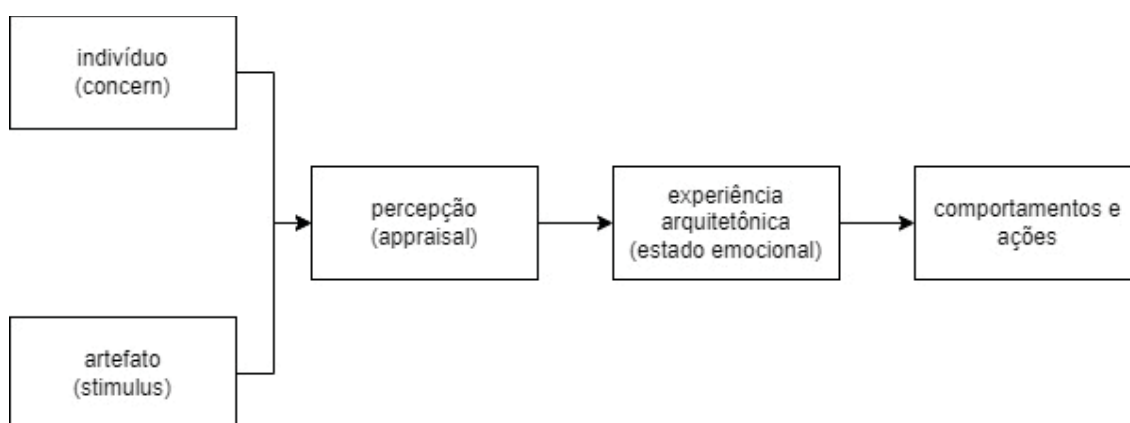 indivíduo
(concern)
percepção
(appraisal)
experiência
arquitetônica
(estado emocional)
comportamentos e
ações
artefato
(stimulus)